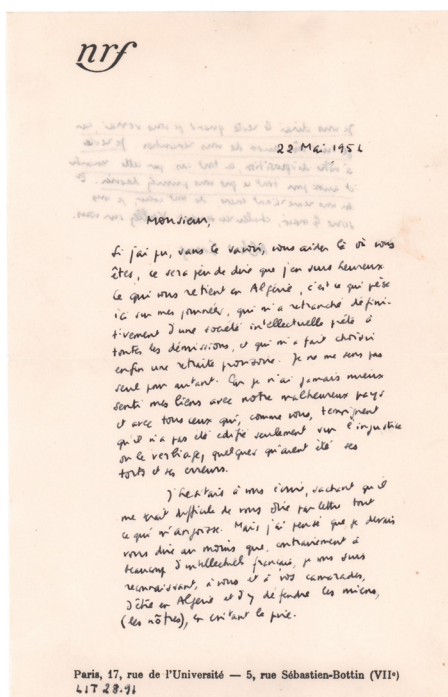 nrf
22 Mai 1956
Monsieur,
Si j'ai pu, sans le savoir, vous aider là où vous
êtes, ce sera peu de dire que j'en suis heureux.
Ce qui vous retient en Algérie, c'est ce qui pèse
ici sur mes journées, qui m'a retranché défini-
tivement d'une société intellectuelle prête à
toutes les démissions, et qui m'a fait choisir
enfin une retraite provisoire. Je ne me sens pas
seul pour autant. Car je n'ai jamais mieux
senti mes liens avec notre malheureux pays
et avec tous ceux qui, comme vous, témoignent
qu'il n'a pas été édifié seulement sur l'injustice
ou le verbiage, quelques qu'aient été ses
torts et ses erreurs.
J'hésitais à vous écrire, sachant qu'il
me serait difficile de vous dire par lettre tout
ce qui m'angoisse. Mais j'ai pensé que je devais
vous dire au moins que, contrairement à
beaucoup d'intellectuels français, je vous suis
reconnaissant, à vous et à vos camarades,
d'être en Algérie et d'y défendre les miens,
(les nôtres), en évitant le pire.
Paris, 17, rue de l'Université — 5, rue Sébastien-Bottin (VIIe)
LIT 28.91